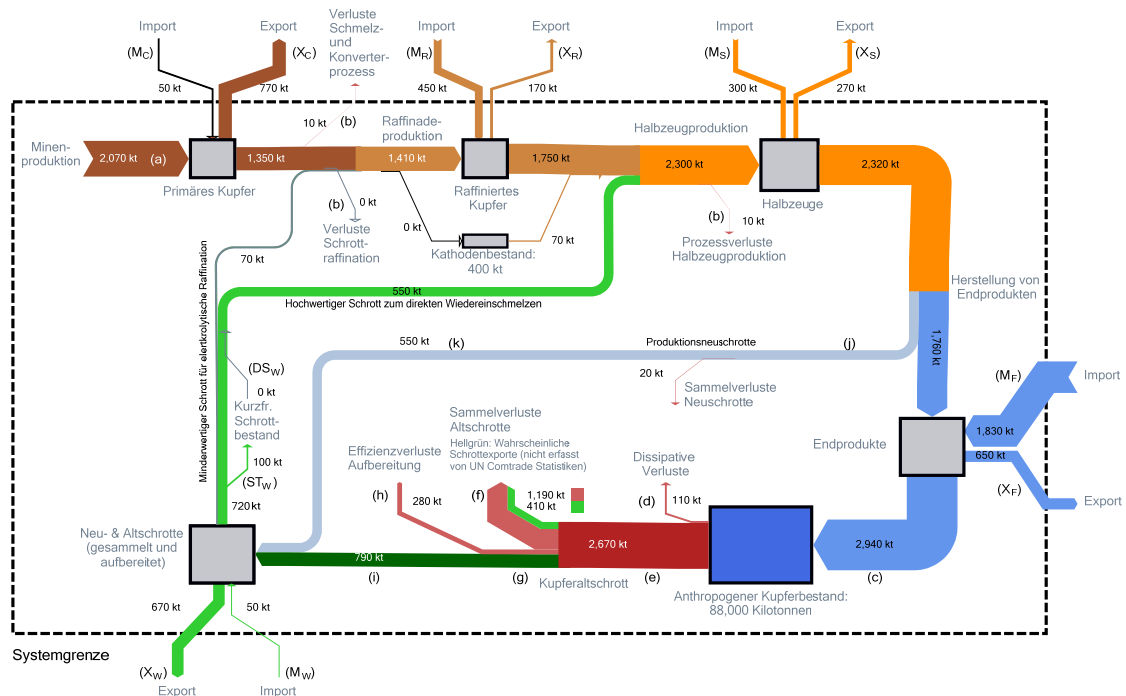 Import
Export
Verluste
Schmelz-
und
Konverter-
prozess
Import
Export
Import
Export
(M_C)
(X_C)
(M_R)
(X_R)
(M_S)
(X_S)
50 kt
770 kt
450 kt
170 kt
300 kt
270 kt
10 kt
(b)
Raffinade-
produktion
Halbzeugproduktion
Minen-
produktion
2,070 kt
(a)
1,350 kt
1,410 kt
1,750 kt
2,300 kt
2,320 kt
Primäres Kupfer
Raffiniertes
Kupfer
Halbzeuge
(b)
0 kt
Verluste
Schrott-
raffination
0 kt
70 kt
Kathodenbestand:
400 kt
(b)
10 kt
Prozessverluste
Halbzeugproduktion
70 kt
Minderwertiger Schrott für elertkrolytische Raffination
550 kt
Hochwertiger Schrott zum direkten Wiedereinschmelzen
Herstellung von
Endprodukten
1,760 kt
550 kt
(k)
Produktionsneuschrotte
(j)
20 kt
Sammelverluste
Neuschrotte
(DS_W)
0 kt
Kurzfr.
Schrott-
bestand
100 kt
(ST_W)
720kt
(M_F)
Import
1,830 kt
650 kt
(X_F)
Export
Endprodukte
Sammelverluste
Altschrotte
Hellgrün: Wahrscheinliche
Schrottexporte (nicht erfasst
von UN Comtrade Statistiken)
Effizienzverluste
Aufbereitung
(h)
280 kt
(f)
1,190 kt
410 kt
Dissipative
Verluste
(d)
110 kt
Neu- & Altschrotte
(gesammelt und
aufbereitet)
790 kt
(i)
(g)
2,670 kt
Kupferaltschrott
(e)
2,940 kt
(c)
Anthropogener Kupferbestand:
88,000 Kilotonnen
670 kt
50 kt
(X_W)
(M_W)
Export
Import
Systemgrenze